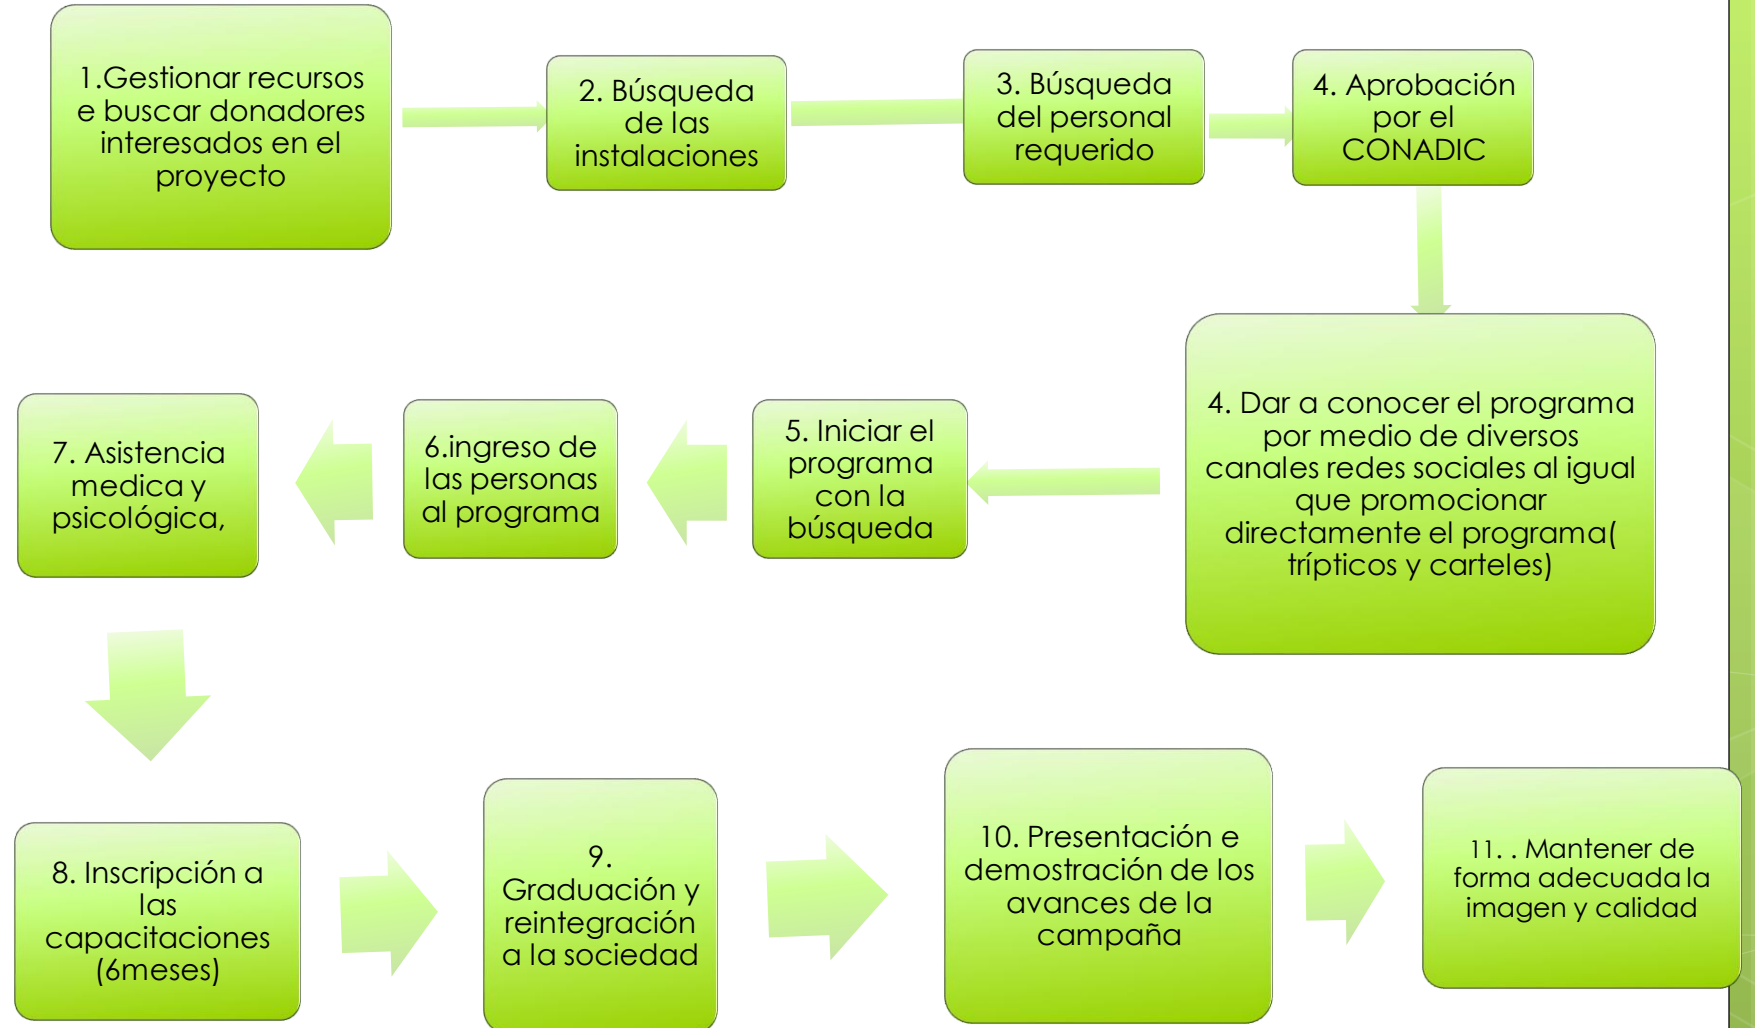 1.Gestionar recursos
e buscar donadores
interesados en el
proyecto
2. Búsqueda
de las
instalaciones
3. Búsqueda
del personal
requerido
4. Aprobación
por el
CONADIC
4. Dar a conocer el programa
por medio de diversos
canales redes sociales al igual
que promocionar
directamente el programa(
trípticos y carteles)
5. Iniciar el
programa
con la
búsqueda
6.ingreso de
las personas
al programa
7. Asistencia
medica y
psicológica,
8. Inscripción a
las
capacitaciones
(6meses)
9.
Graduación y
reintegración
a la sociedad
10. Presentación e
demostración de los
avances de la
campaña
11. . Mantener de
forma adecuada la
imagen y calidad